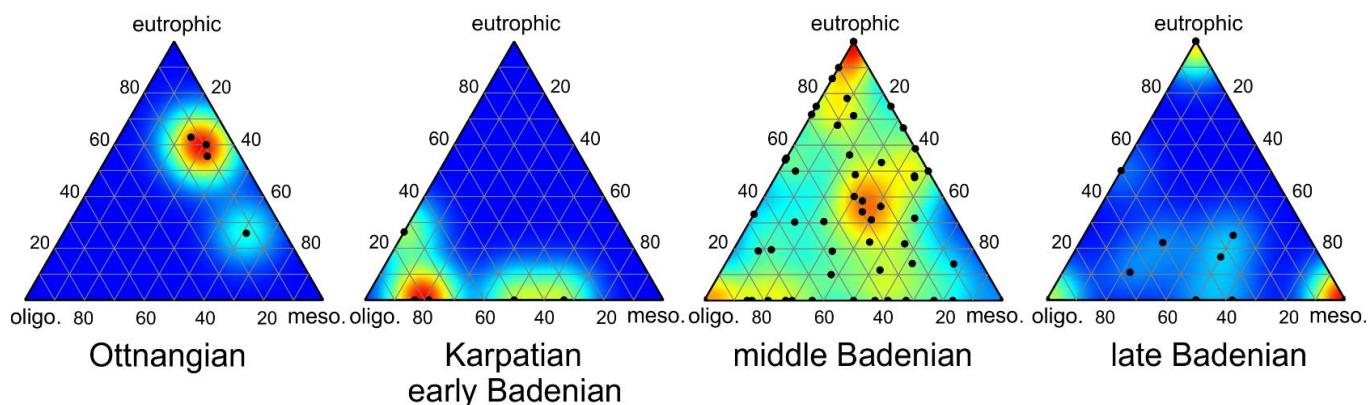 eutrophic eutrophic eutrophic eutrophic
80 20 80 20 80 20 80 20
60 40 60 40 60 40 60 40
40 60 40 60 40 60 40 60
20 80 20 80 20 80 20 80
oligo. 80 60 40 20 meso. oligo. 80 60 40 20 meso. oligo. 80 60 40 20 meso. oligo. 80 60 40 20 meso.
Ottnangian Karpatian middle Badenian late Badenian
early Badenian